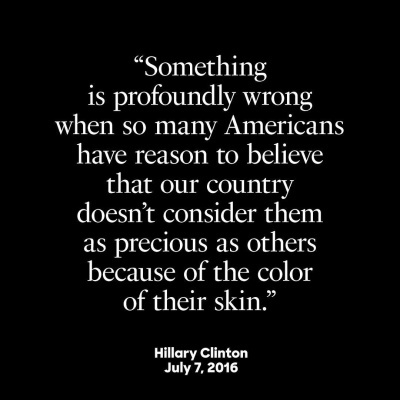 “Something
is profoundly wrong
when so many Americans
have reason to believe
that our country
doesn’t consider them
as precious as others
because of the color
of their skin.”
Hillary Clinton
July 7, 2016